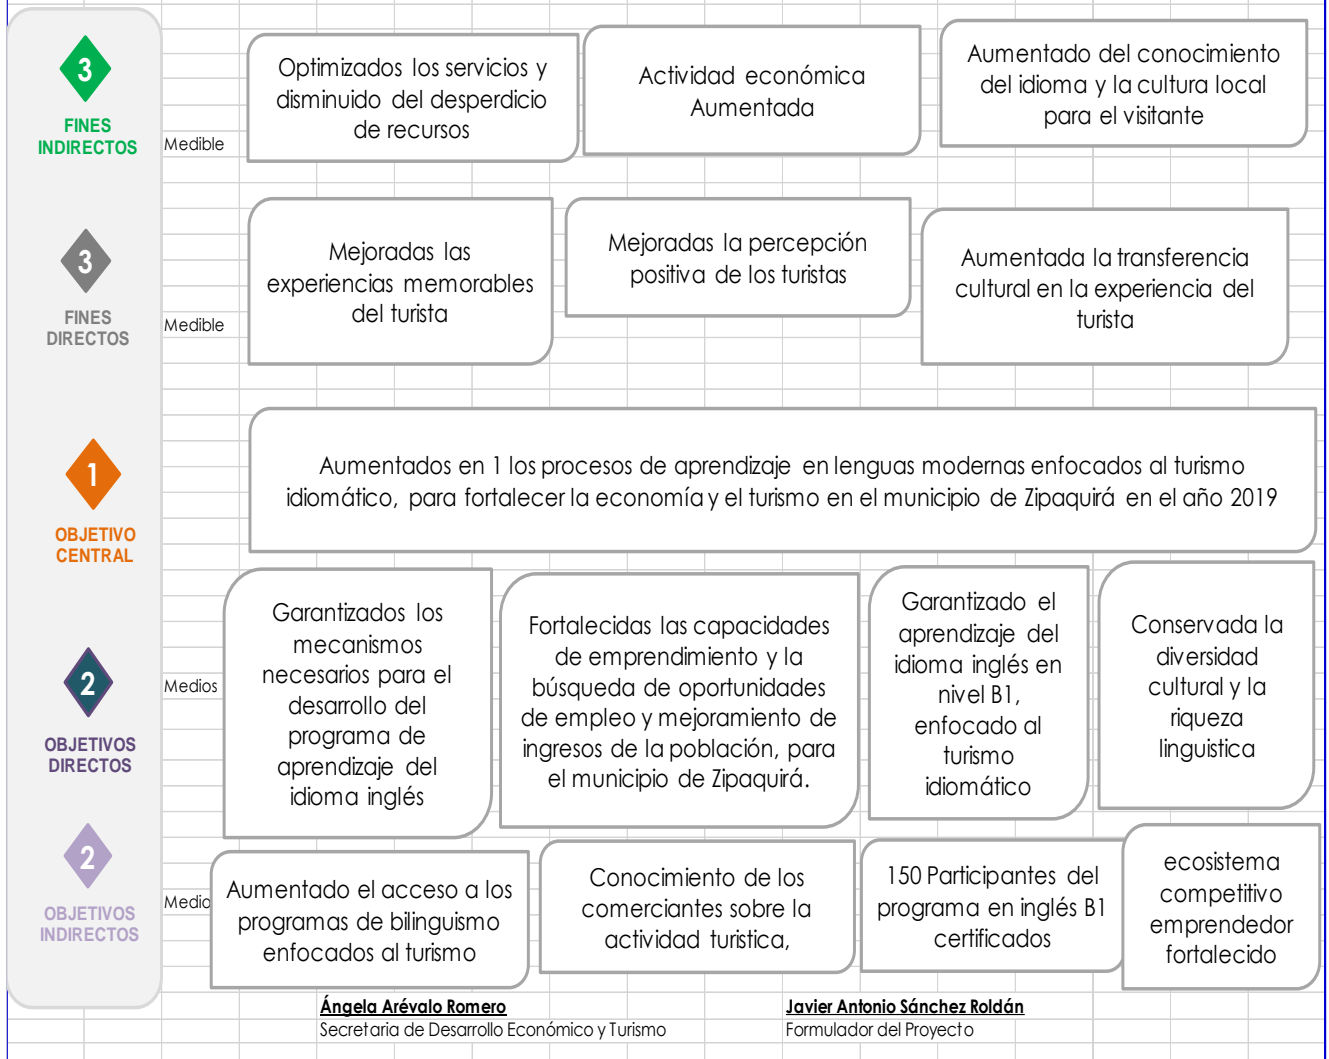 3
FINES
INDIRECTOS
Medible
Optimizados los servicios y
disminuido del desperdicio
de recursos
Actividad económica
Aumentada
Aumentado del conocimiento
del idioma y la cultura local
para el visitante
3
FINES
DIRECTOS
Medible
Mejoradas las
experiencias memorables
del turista
Mejoradas la percepción
positiva de los turistas
Aumentada la transferencia
cultural en la experiencia del
turista
1
OBJETIVO
CENTRAL
Aumentados en 1 los procesos de aprendizaje en lenguas modernas enfocados al turismo
idiomático, para fortalecer la economía y el turismo en el municipio de Zipaquirá en el año 2019
2
OBJETIVOS
DIRECTOS
Medios
Garantizados los
mecanismos
necesarios para el
desarrollo del
programa de
aprendizaje del
idioma inglés
Fortalecidas las capacidades
de emprendimiento y la
búsqueda de oportunidades
de empleo y mejoramiento de
ingresos de la población, para
el municipio de Zipaquirá.
Garantizado el
aprendizaje del
idioma inglés en
nivel B1,
enfocado al
turismo
idiomático
Conservada la
diversidad
cultural y la
riqueza
linguistica
2
OBJETIVOS
INDIRECTOS
Medio
Aumentado el acceso a los
programas de bilinguismo
enfocados al turismo
Conocimiento de los
comerciantes sobre la
actividad turistica,
150 Participantes del
programa en inglés B1
certificados
ecosistema
competitivo
emprendedor
fortalecido
Ángela Arévalo Romero
Secretaria de Desarrollo Económico y Turismo
Javier Antonio Sánchez Roldán
Formulador del Proyecto